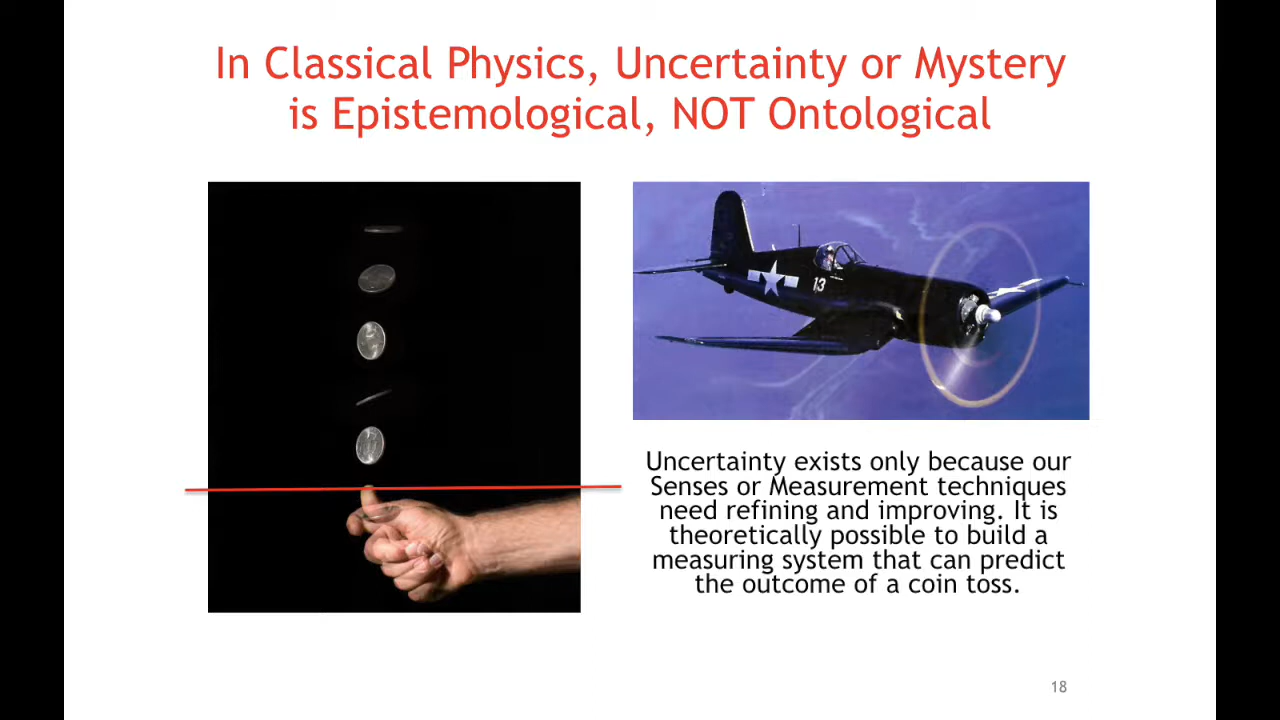 In Classical Physics, Uncertainty or Mystery
is Epistemological, NOT Ontological
13
Uncertainty exists only because our
Senses or Measurement techniques
need refining and improving. It is
theoretically possible to build a
measuring system that can predict
the outcome of a coin toss.
18